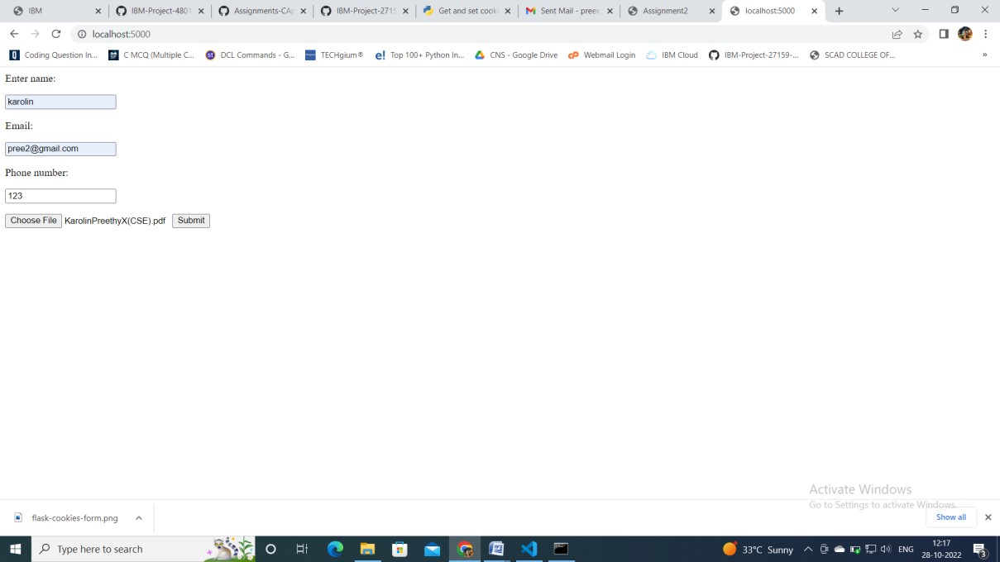 IBM
IBM-Project-4801
Assignments-CAp
IBM-Project-2715
Get and set cooki
Sent Mail - preex
Assignment2
localhost:5000
localhost:5000
Coding Question In...
C MCQ (Multiple C...
DCL Commands - G...
TECHgium®
Top 100+ Python In...
CNS - Google Drive
Webmail Login
IBM Cloud
IBM-Project-27159-...
SCAD COLLEGE OF...
»
Enter name:
karolin
Email:
pree2@gmail.com
Phone number:
123
Choose File KarolinPreethyX(CSE).pdf Submit
Activate Windows
Go to Settings to activate Windows.
flask-cookies-form.png
Show all
Type here to search
33°C Sunny
ENG
12:17
28-10-2022
3